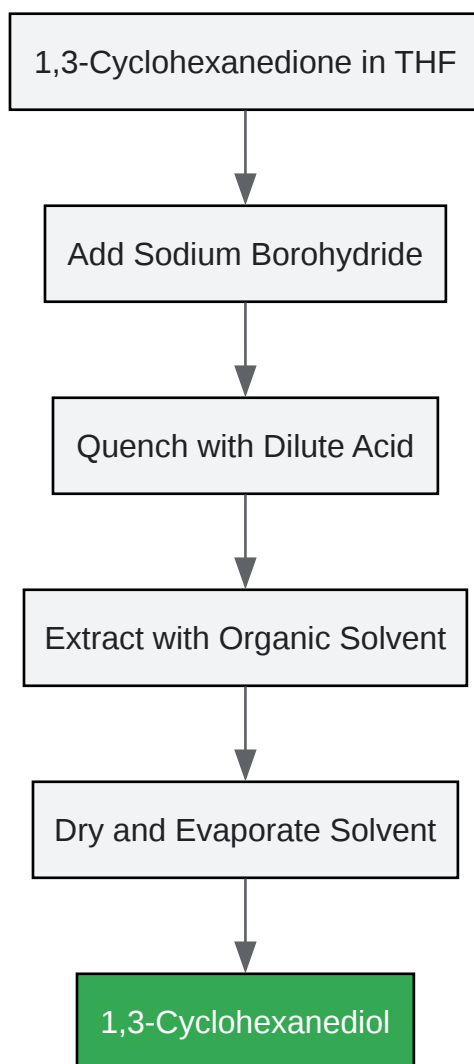 1,3-Cyclohexanedione in THF
Add Sodium Borohydride
Quench with Dilute Acid
Extract with Organic Solvent
Dry and Evaporate Solvent
1,3-Cyclohexanediol